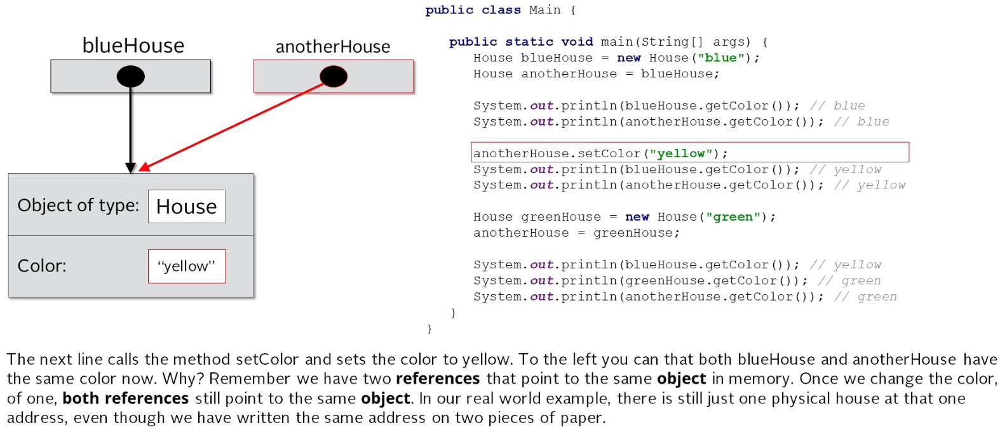 public class Main {
blueHouse
anotherHouse
public static void main(String[] args) {
House blueHouse = new House("blue");
House anotherHouse = blueHouse;
System.out.println(blueHouse.getColor()); // blue
System.out.println(anotherHouse.getColor()); // blue
anotherHouse.setColor("yellow");
System.out.println(blueHouse.getColor()); // yellow
System.out.println(anotherHouse.getColor()); // yellow
House greenHouse = new House("green");
anotherHouse = greenHouse;
System.out.println(blueHouse.getColor()); // yellow
System.out.println(greenHouse.getColor()); // green
System.out.println(anotherHouse.getColor()); // green
}
}
Object of type: House
Color: “yellow”
The next line calls the method setColor and sets the color to yellow. To the left you can that both blueHouse and anotherHouse have
the same color now. Why? Remember we have two references that point to the same object in memory. Once we change the color,
of one, both references still point to the same object. In our real world example, there is still just one physical house at that one
address, even though we have written the same address on two pieces of paper.